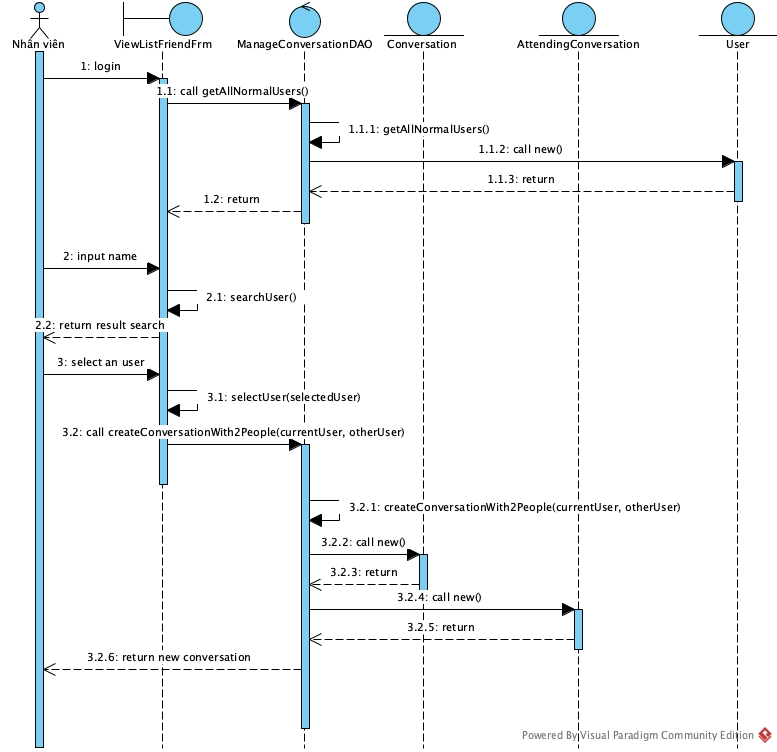 Nhân viên
ViewListFriendFrm
ManageConversationDAO
Conversation
AttendingConversation
User
1: login
1.1: call getAllNormalUsers()
1.1.1: getAllNormalUsers()
1.1.2: call new()
1.1.3: return
1.2: return
2: input name
2.1: searchUser()
2.2: return result search
3: select an user
3.1: selectUser(selectedUser)
3.2: call createConversationWith2People(currentUser, otherUser)
3.2.1: createConversationWith2People(currentUser, otherUser)
3.2.2: call new()
3.2.3: return
3.2.4: call new()
3.2.5: return
3.2.6: return new conversation
Powered By Visual Paradigm Community Edition